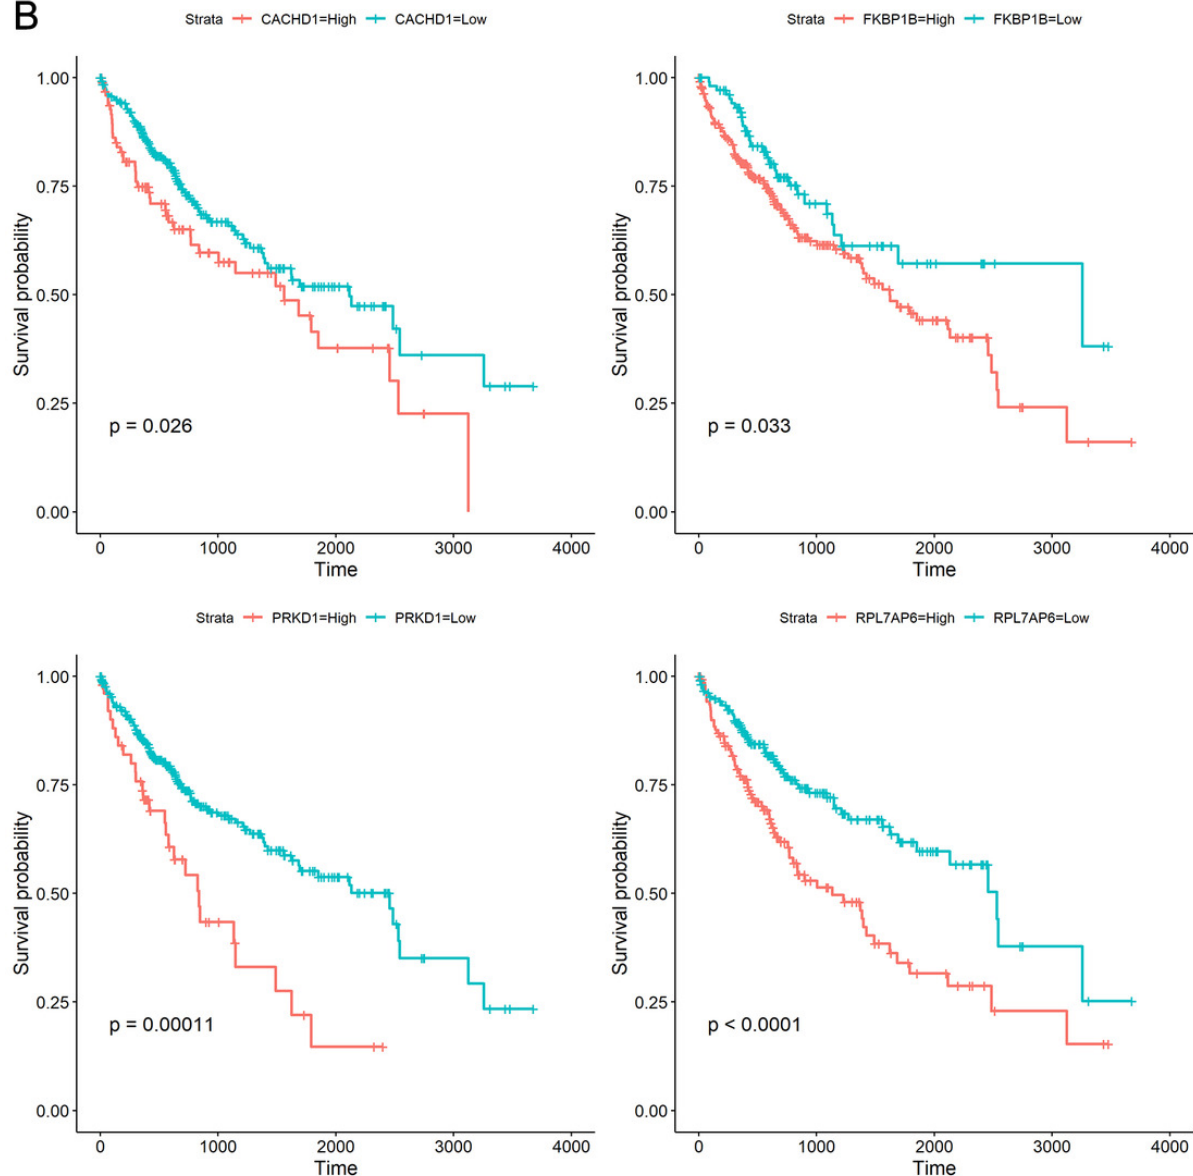 B
Strata CACHD1=High CACHD1=Low
Survival probability
1.00
0.75
0.50
0.25
0.00
p = 0.026
0 1000 2000 3000 4000
Time
Strata FKBP1B=High FKBP1B=Low
Survival probability
1.00
0.75
0.50
0.25
0.00
p = 0.033
0 1000 2000 3000 4000
Time
Strata PRKD1=High PRKD1=Low
Survival probability
1.00
0.75
0.50
0.25
0.00
p = 0.00011
0 1000 2000 3000 4000
Time
Strata RPL7AP6=High RPL7AP6=Low
Survival probability
1.00
0.75
0.50
0.25
0.00
p < 0.0001
0 1000 2000 3000 4000
Time